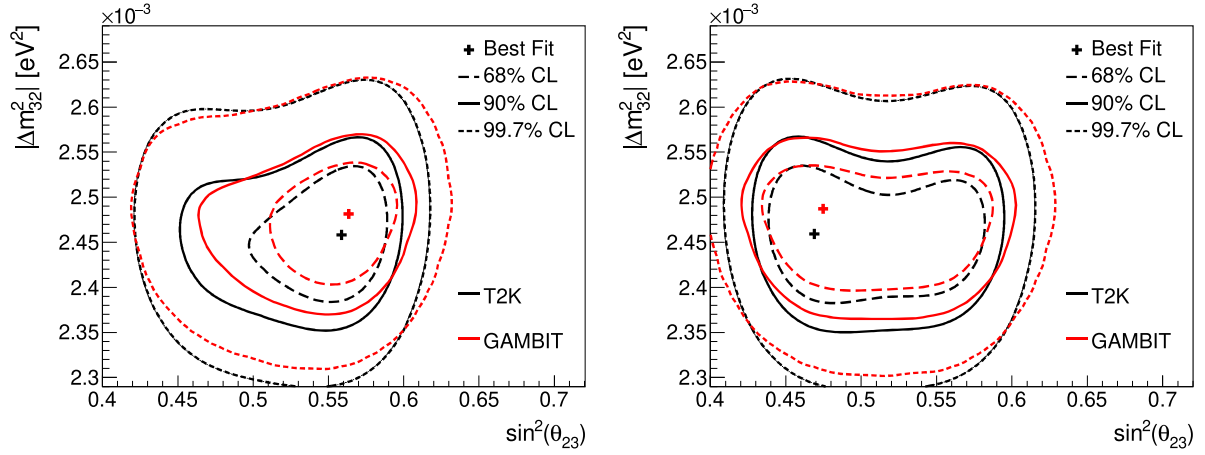 ×10⁻³
|Δm²₃₂| [eV²]
2.65
2.6
2.55
2.5
2.45
2.4
2.35
2.3
0.4 0.45 0.5 0.55 0.6 0.65 0.7
sin²(θ₂₃)
Best Fit
68% CL
90% CL
99.7% CL
T2K
GAMBIT
×10⁻³
|Δm²₃₂| [eV²]
2.65
2.6
2.55
2.5
2.45
2.4
2.35
2.3
0.4 0.45 0.5 0.55 0.6 0.65 0.7
sin²(θ₂₃)
Best Fit
68% CL
90% CL
99.7% CL
T2K
GAMBIT